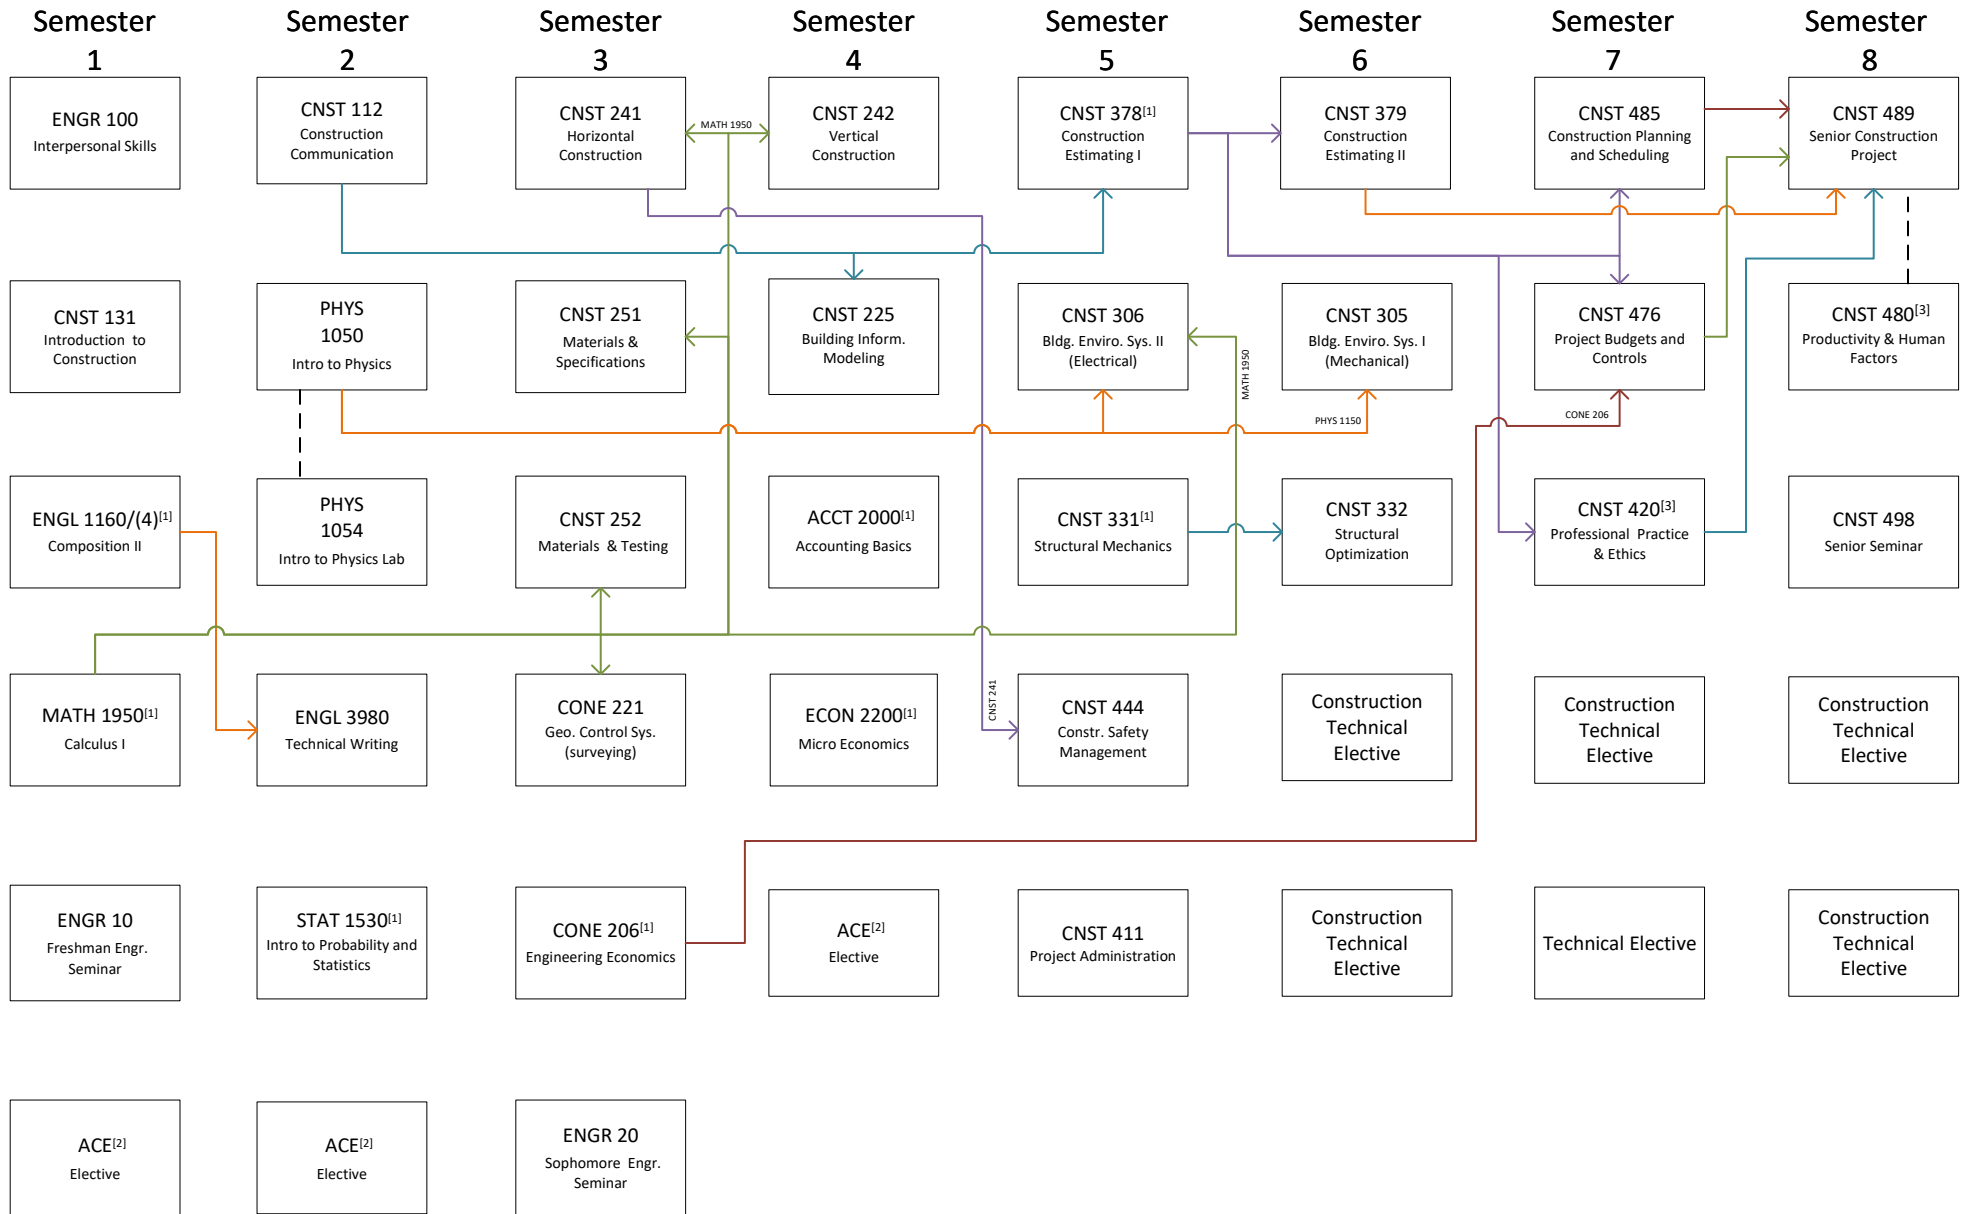 Semester
1
Semester
2
Semester
3
Semester
4
Semester
5
Semester
6
Semester
7
Semester
8
ENGR 100
Interpersonal Skills
CNST 112
Construction
Communication
CNST 241
Horizontal
Construction
MATH 1950
CNST 242
Vertical
Construction
CNST 378[1]
Construction
Estimating I
CNST 379
Construction
Estimating II
CNST 485
Construction Planning
and Scheduling
CNST 489
Senior Construction
Project
CNST 131
Introduction to
Construction
PHYS
1050
Intro to Physics
CNST 251
Materials &
Specifications
CNST 225
Building Inform.
Modeling
CNST 306
Bldg. Enviro. Sys. II
(Electrical)
MATH 1950
CNST 305
Bldg. Enviro. Sys. I
(Mechanical)
CNST 476
Project Budgets and
Controls
CNST 480[3]
Productivity & Human
Factors
PHYS 1150
CONE 206
ENGL 1160/(4)[1]
Composition II
PHYS
1054
Intro to Physics Lab
CNST 252
Materials & Testing
ACCT 2000[1]
Accounting Basics
CNST 331[1]
Structural Mechanics
CNST 332
Structural
Optimization
CNST 420[3]
Professional Practice
& Ethics
CNST 498
Senior Seminar
MATH 1950[1]
Calculus I
ENGL 3980
Technical Writing
CONE 221
Geo. Control Sys.
(surveying)
ECON 2200[1]
Micro Economics
CNST 241
CNST 444
Constr. Safety
Management
Construction
Technical
Elective
Construction
Technical
Elective
Construction
Technical
Elective
ENGR 10
Freshman Engr.
Seminar
STAT 1530[1]
Intro to Probability and
Statistics
CONE 206[1]
Engineering Economics
ACE[2]
Elective
CNST 411
Project Administration
Construction
Technical
Elective
Technical Elective
Construction
Technical
Elective
ACE[2]
Elective
ACE[2]
Elective
ENGR 20
Sophomore Engr.
Seminar